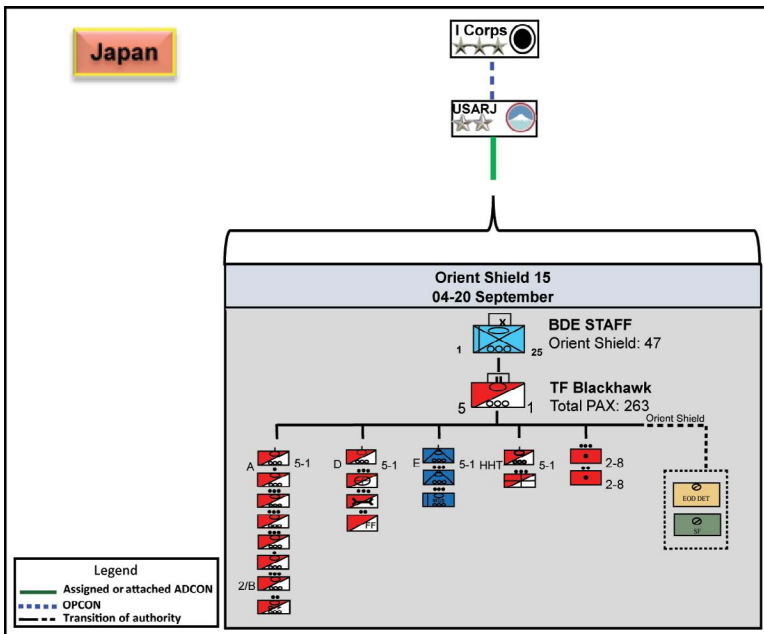 Japan
I Corps
USARJ
Orient Shield 15
04-20 September
X
BDE STAFF
Orient Shield: 47
1
25
TF Blackhawk
Total PAX: 263
5
1
Orient Shield
A
5-1
D
5-1
E
5-1
HHT
5-1
2-8
2-8
FF
2/B
EOD DET
SF
Legend
Assigned or attached ADCON
OPCON
Transition of authority